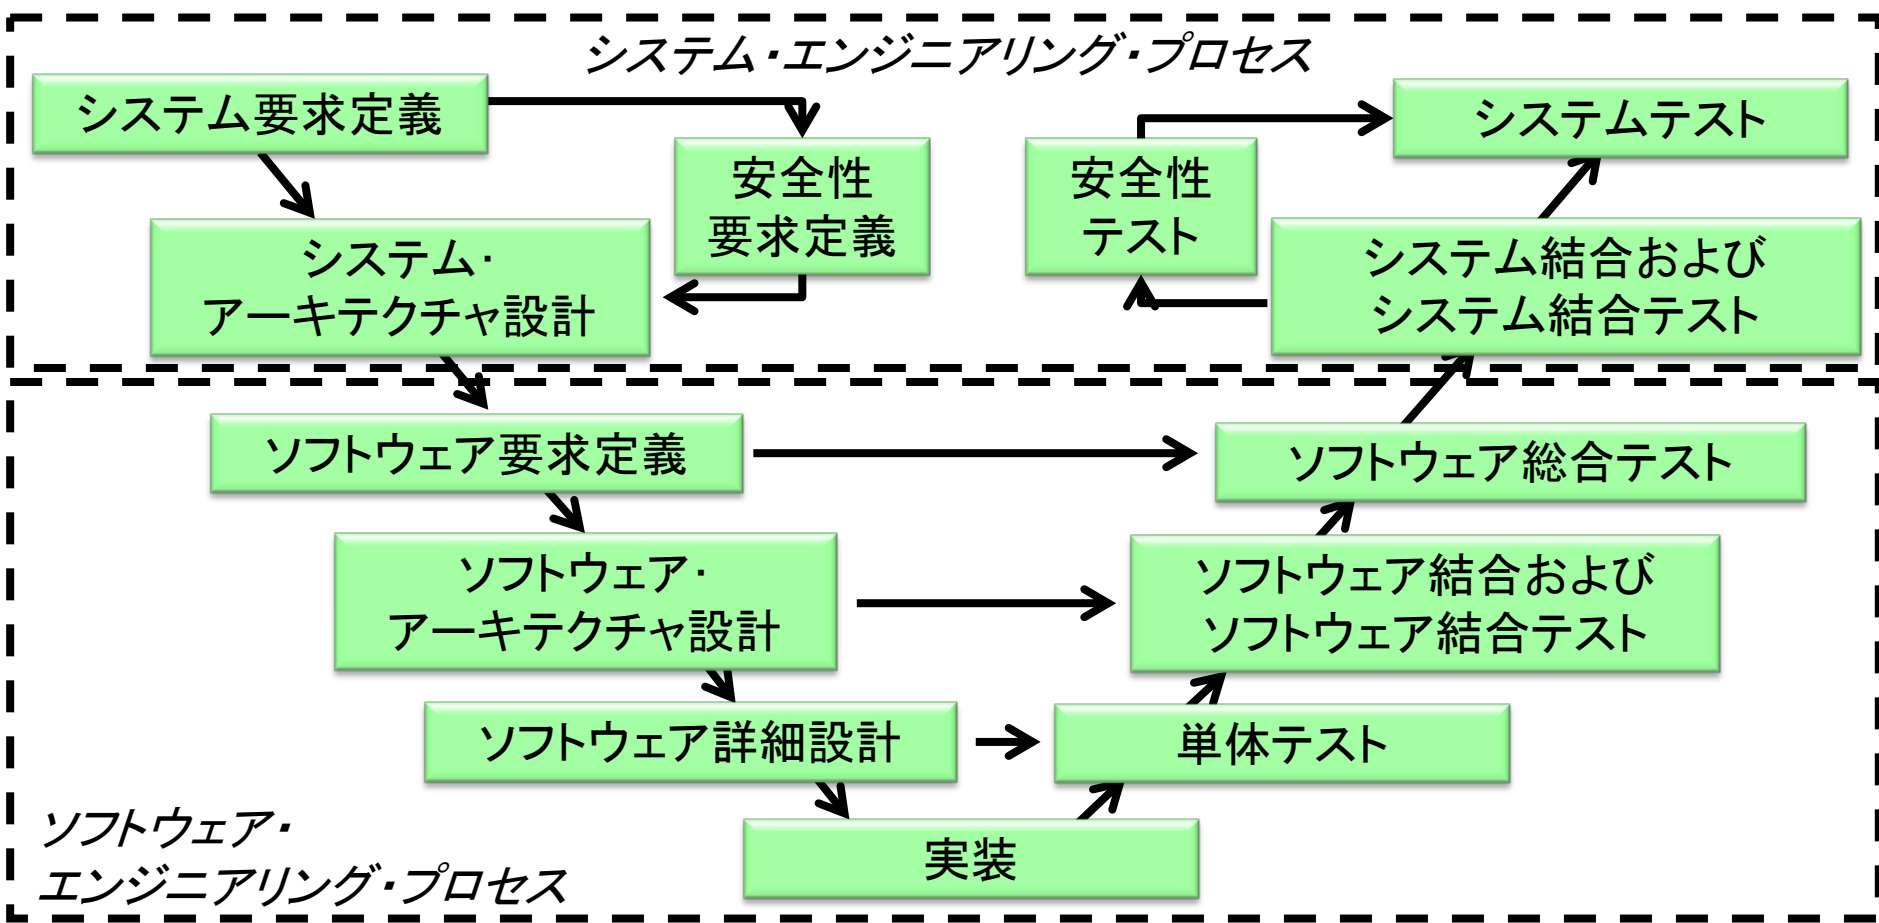 システム・エンジニアリング・プロセス
システム要求定義
システムテスト
安全性
要求定義
安全性
テスト
システム・
アーキテクチャ設計
システム結合および
システム結合テスト
ソフトウェア要求定義
ソフトウェア総合テスト
ソフトウェア・
アーキテクチャ設計
ソフトウェア結合および
ソフトウェア結合テスト
ソフトウェア詳細設計
単体テスト
実装
ソフトウェア・
エンジニアリング・プロセス